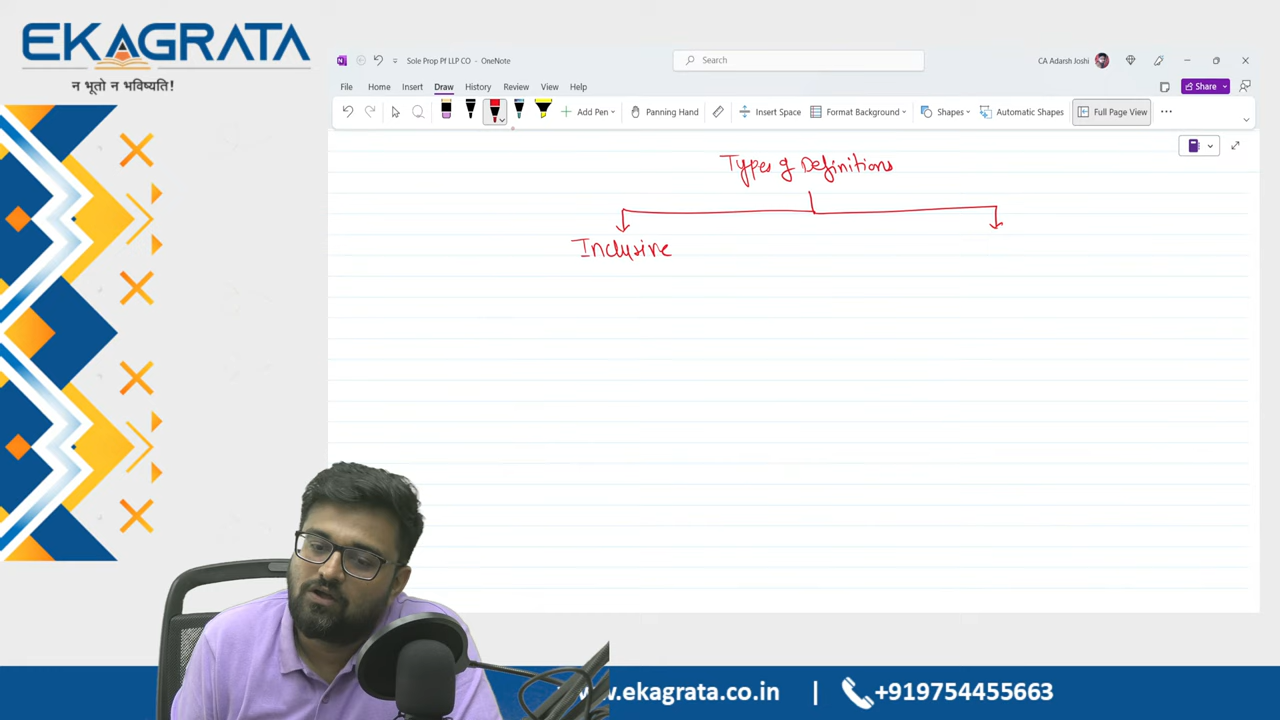 EKAGRATA
न भूतो न भविष्यति!
Sole Prop Pf LLP CO - OneNote
Search
CA Adarsh Joshi
File Home Insert Draw History Review View Help
Share
Add Pen
Panning Hand
Insert Space
Format Background
Shapes
Automatic Shapes
Full Page View
Types of Definitions
Inclusive
www.ekagrata.co.in | +919754455663